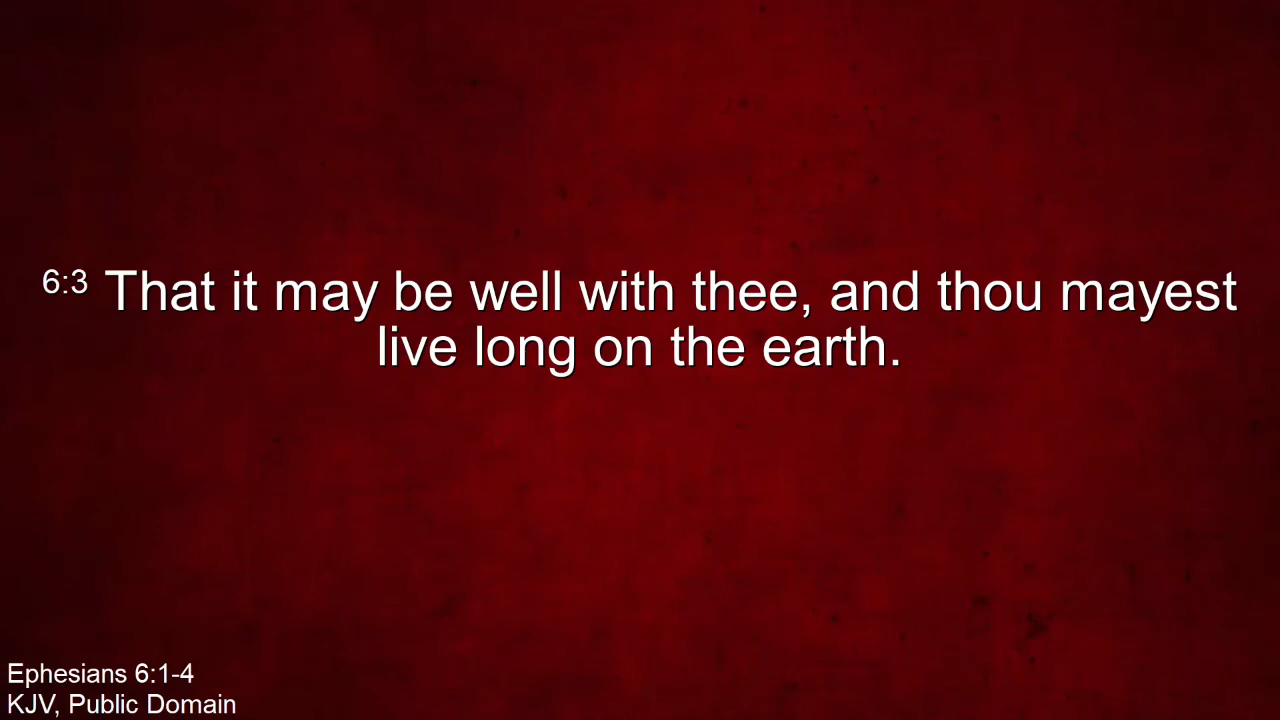 6:3 That it may be well with thee, and thou mayest
live long on the earth.
Ephesians 6:1-4
KJV, Public Domain